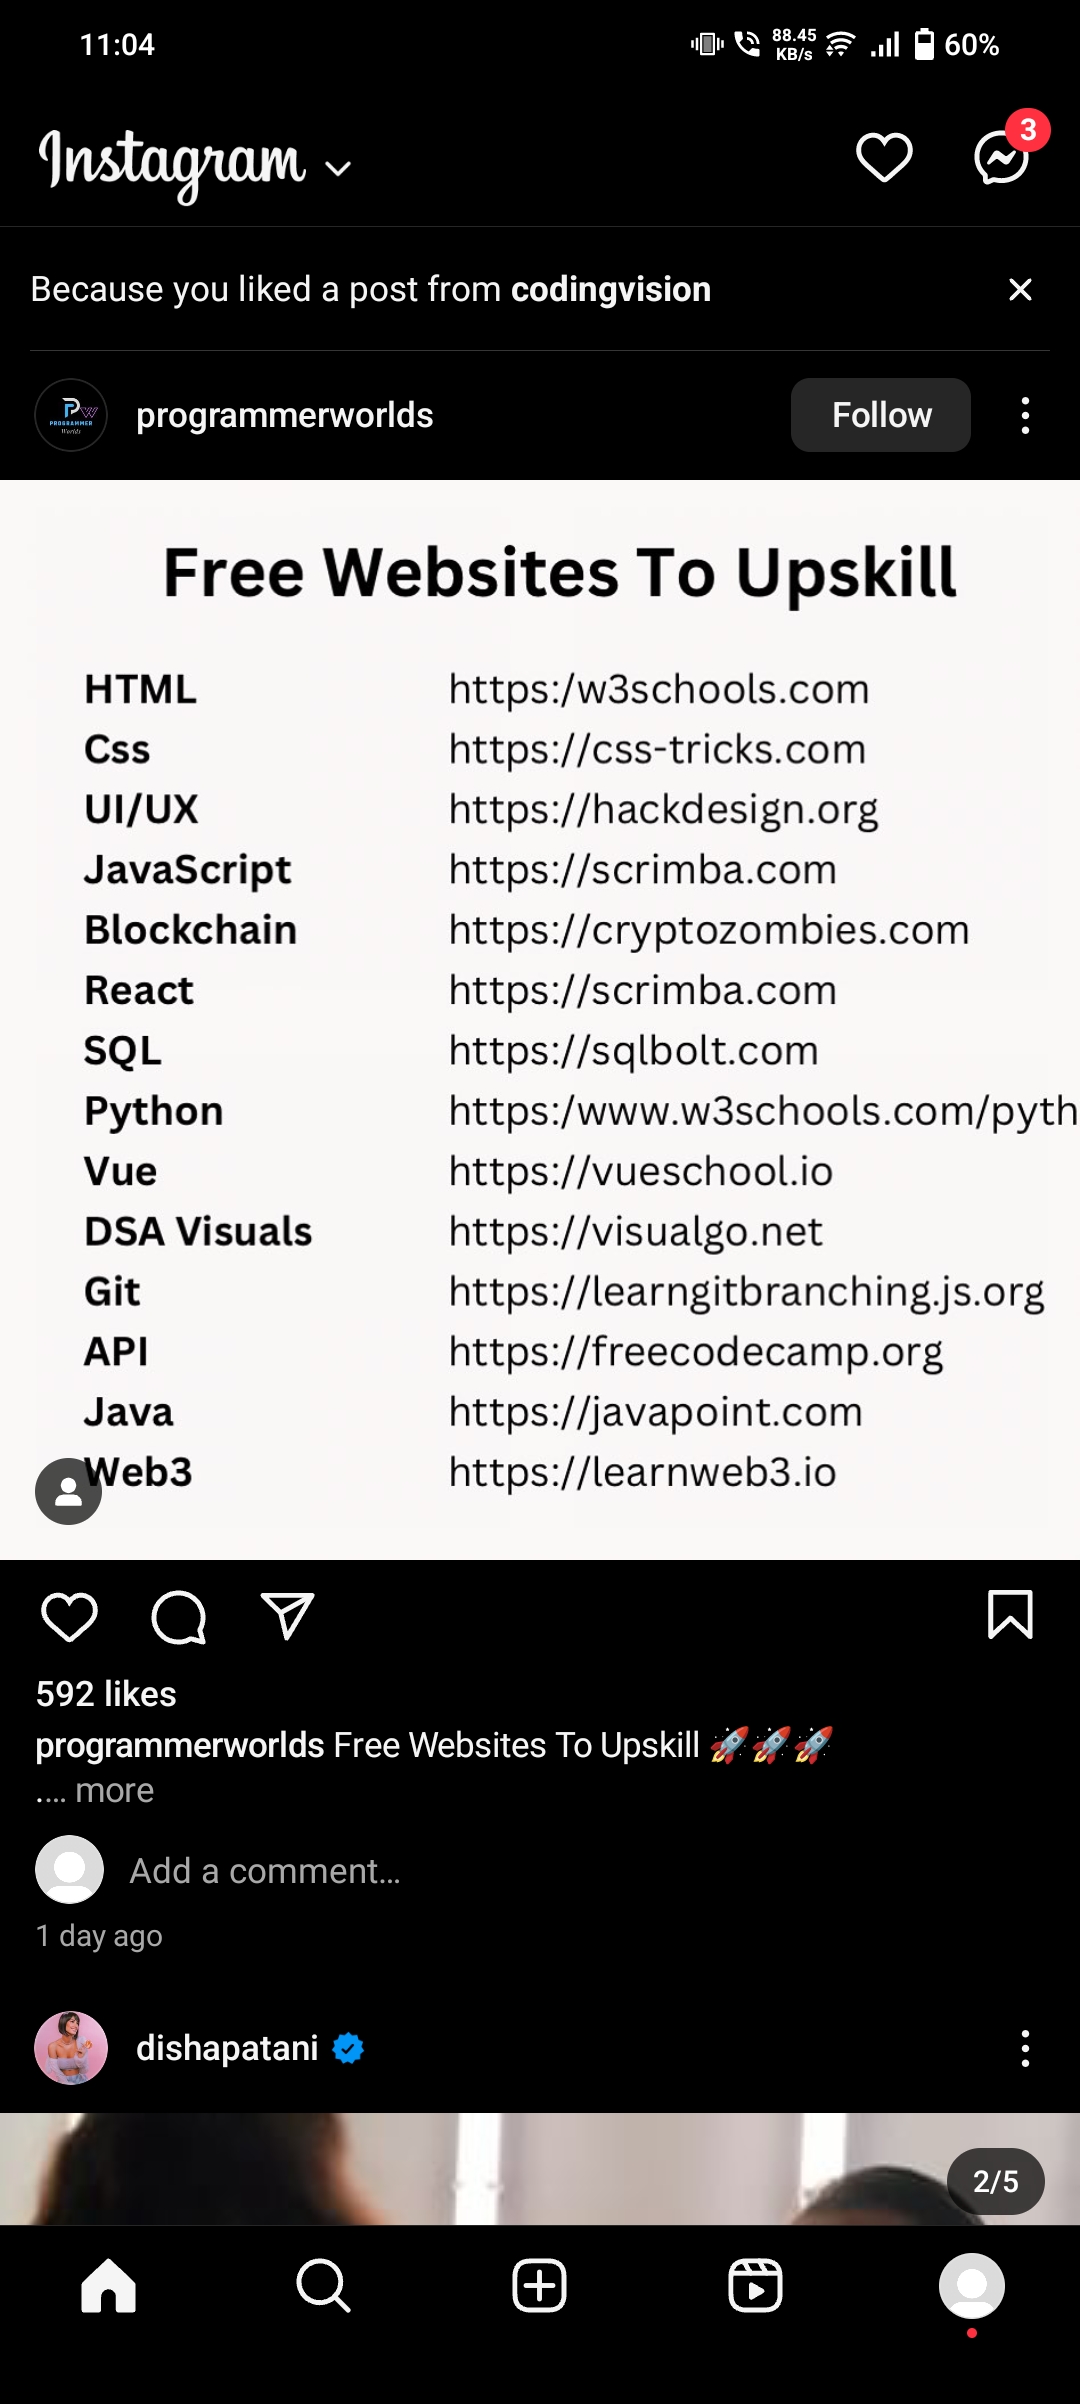 11:04
88.45
KB/s
60%
Instagram
3
Because you liked a post from codingvision
PW
PROGRAMMER
Worlds
programmerworlds
Follow
Free Websites To Upskill
HTML https:/w3schools.com
Css https://css-tricks.com
UI/UX https://hackdesign.org
JavaScript https://scrimba.com
Blockchain https://cryptozombies.com
React https://scrimba.com
SQL https://sqlbolt.com
Python https:/www.w3schools.com/pyth
Vue https://vueschool.io
DSA Visuals https://visualgo.net
Git https://learngitbranching.js.org
API https://freecodecamp.org
Java https://javapoint.com
Web3 https://learnweb3.io
592 likes
programmerworlds Free Websites To Upskill 🚀🚀🚀
.... more
Add a comment...
1 day ago
dishapatani
2/5